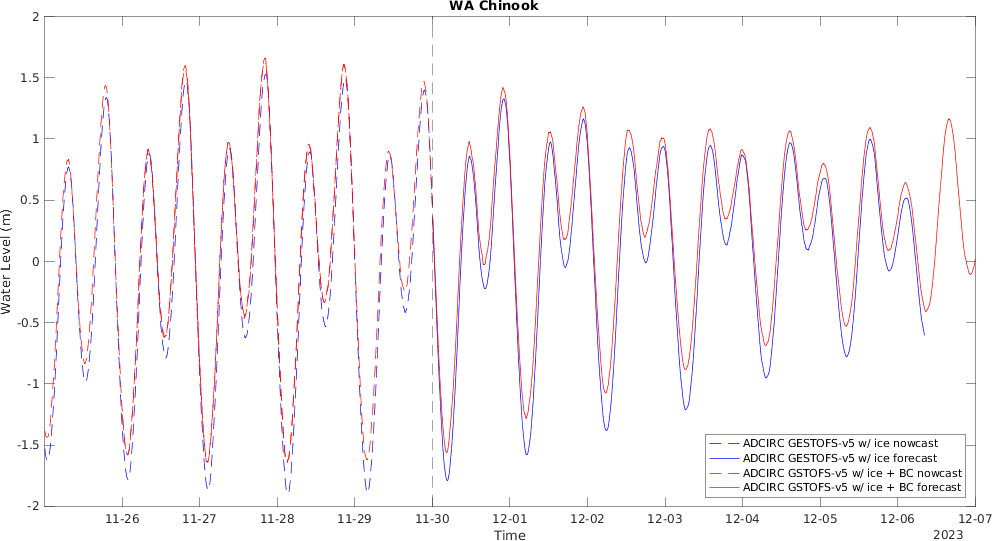 WA Chinook
2
1.5
1
0.5
0
-0.5
-1
-1.5
-2
Water Level (m)
11-26 11-27 11-28 11-29 11-30 12-01 12-02 12-03 12-04 12-05 12-06 12-07
Time
2023
ADCIRC GESTOFS-v5 w/ ice nowcast
ADCIRC GESTOFS-v5 w/ ice forecast
ADCIRC GSTOFS-v5 w/ ice + BC nowcast
ADCIRC GSTOFS-v5 w/ ice + BC forecast